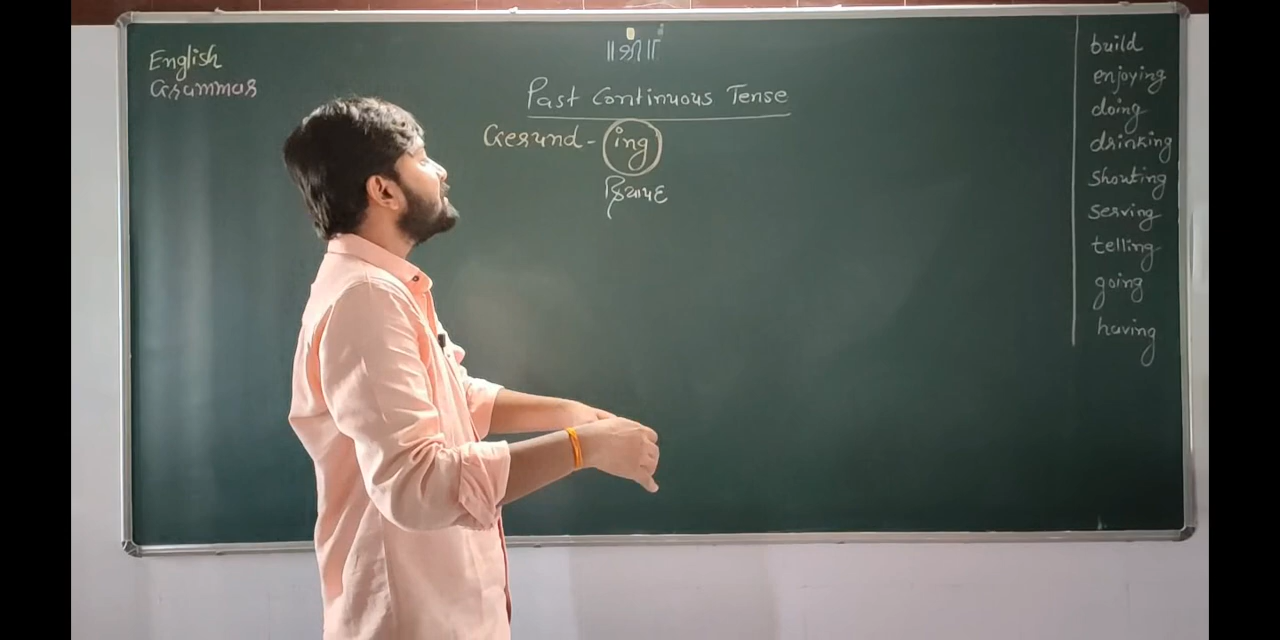 English
Grammar
॥ श्री ॥
Past Continuous Tense
Gerund - ing
ક્રિયાપદ
build
enjoying
doing
drinking
shouting
serving
telling
going
having